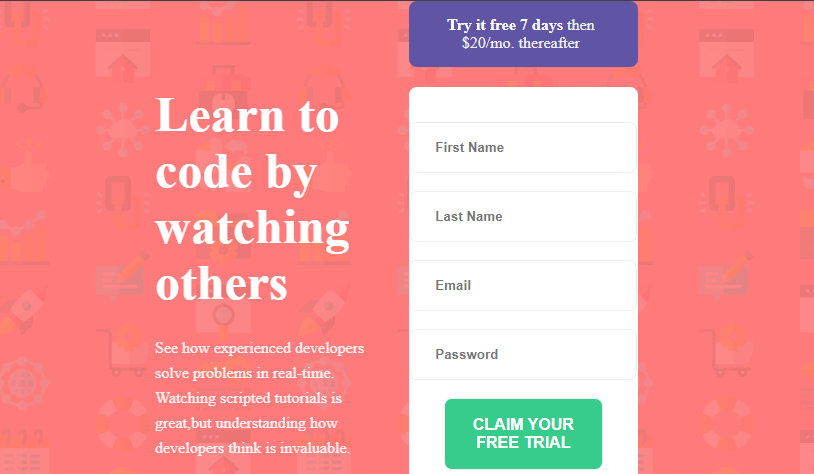 Try it free 7 days then
$20/mo. thereafter
Learn to
code by
watching
others
See how experienced developers
solve problems in real-time.
Watching scripted tutorials is
great,but understanding how
developers think is invaluable.
First Name
Last Name
Email
Password
CLAIM YOUR
FREE TRIAL